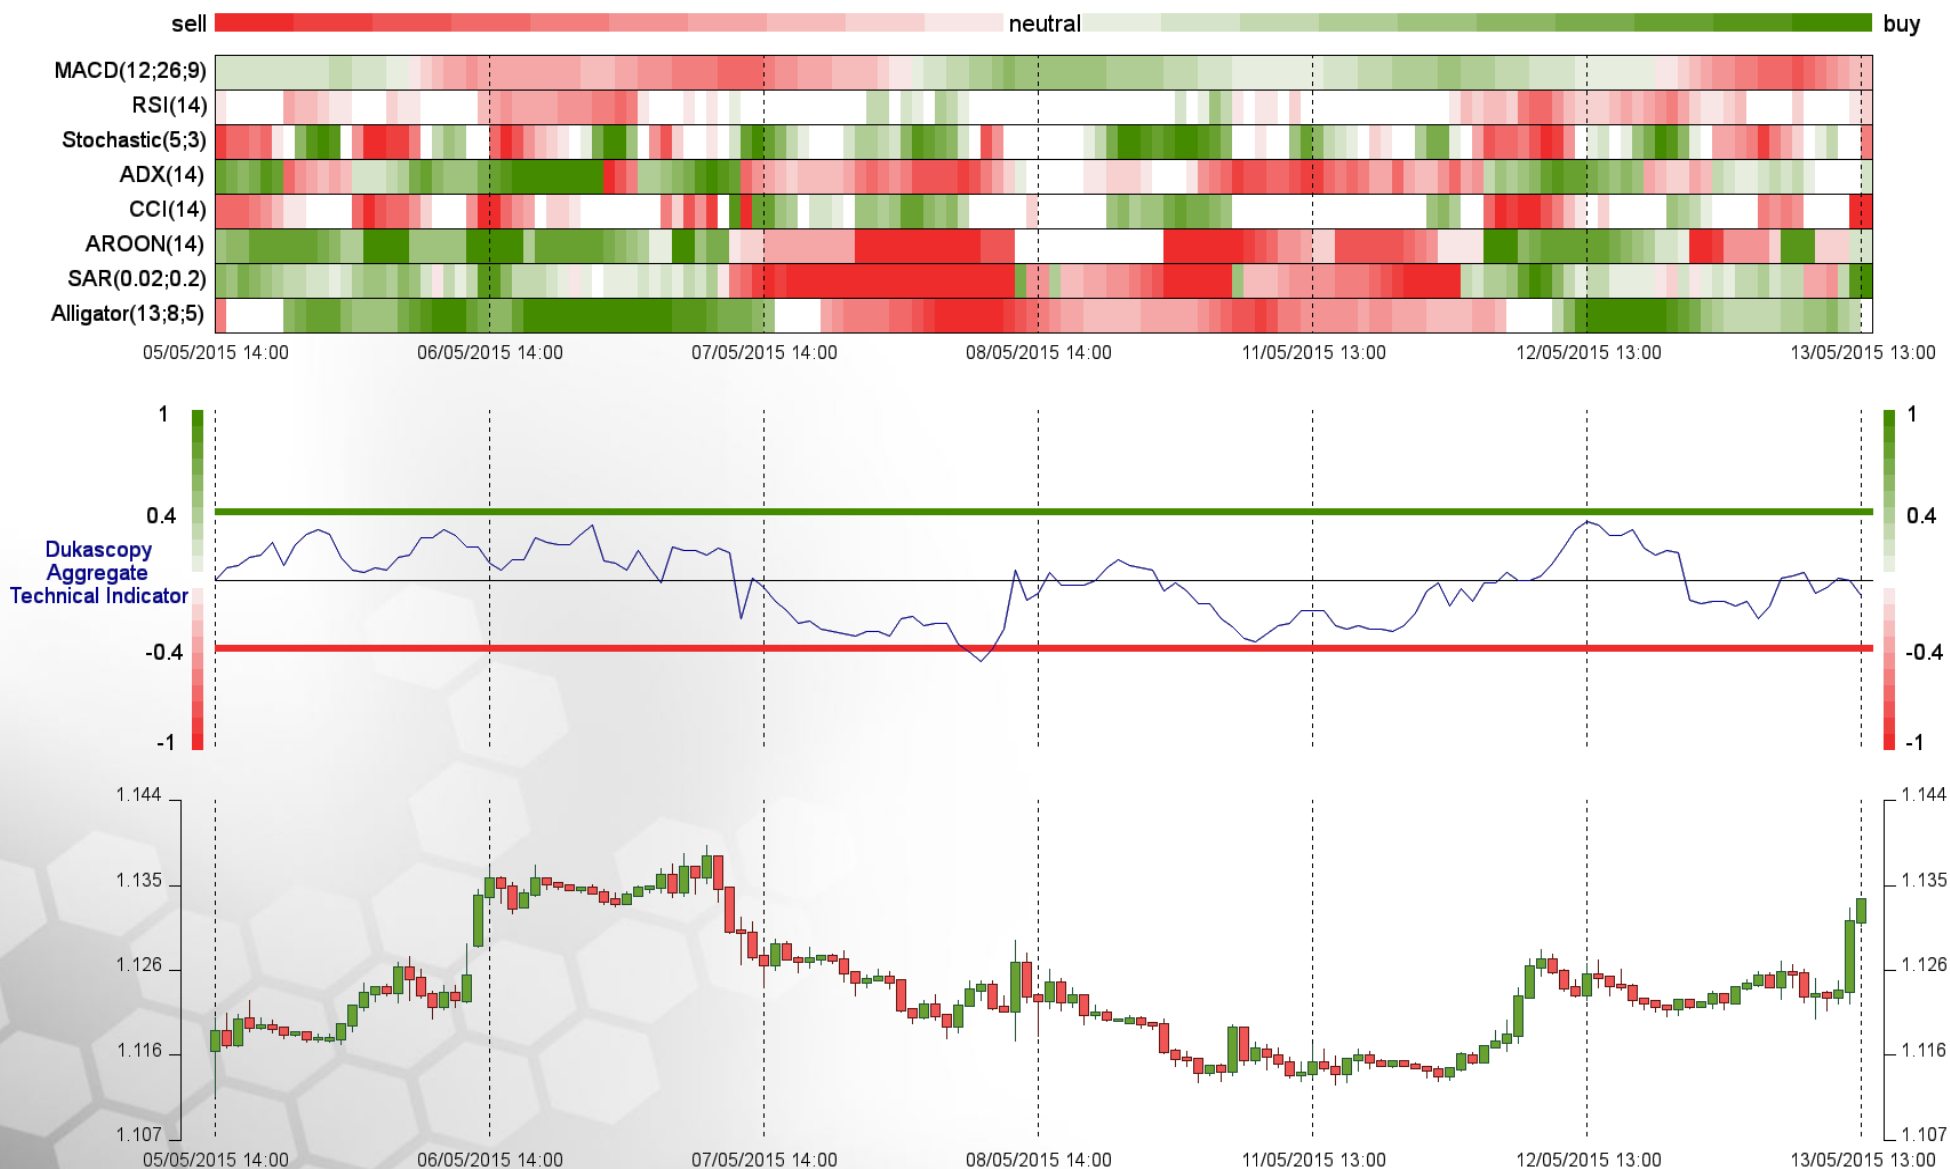 sell neutral buy
MACD(12;26;9)
RSI(14)
Stochastic(5;3)
ADX(14)
CCI(14)
AROON(14)
SAR(0.02;0.2)
Alligator(13;8;5)
05/05/2015 14:00 06/05/2015 14:00 07/05/2015 14:00 08/05/2015 14:00 11/05/2015 13:00 12/05/2015 13:00 13/05/2015 13:00
1 1
0.4 0.4
Dukascopy
Aggregate
Technical Indicator
-0.4 -0.4
-1 -1
1.144 1.144
1.135 1.135
1.126 1.126
1.116 1.116
1.107 1.107
05/05/2015 14:00 06/05/2015 14:00 07/05/2015 14:00 08/05/2015 14:00 11/05/2015 13:00 12/05/2015 13:00 13/05/2015 13:00